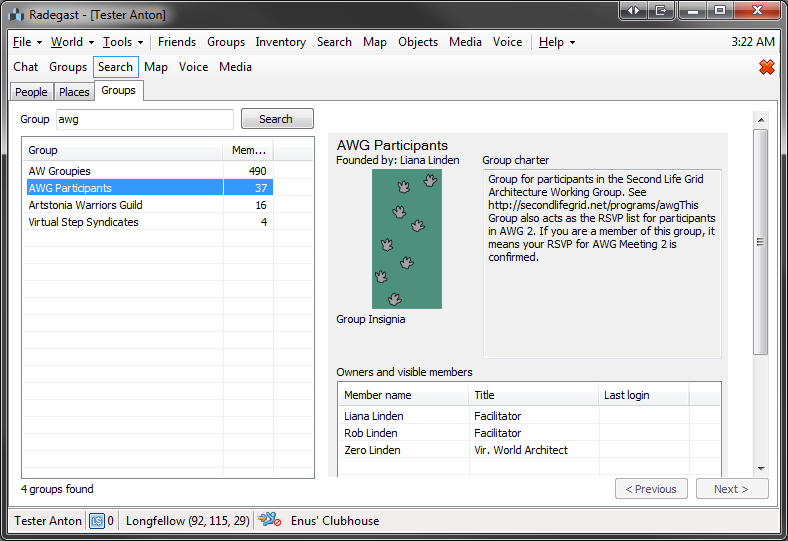 Radegast - [Tester Anton]
File World Tools Friends Groups Inventory Search Map Objects Media Voice Help 3:22 AM
Chat Groups Search Map Voice Media
People Places Groups
Group awg Search
Group Mem...
AW Groupies 490
AWG Participants 37
Artstonia Warriors Guild 16
Virtual Step Syndicates 4
4 groups found
AWG Participants
Founded by: Liana Linden
Group Insignia
Group charter
Group for participants in the Second Life Grid
Architecture Working Group. See
http://secondlifegrid.net/programs/awgThis
Group also acts as the RSVP list for participants
in AWG 2. If you are a member of this group, it
means your RSVP for AWG Meeting 2 is
confirmed.
Owners and visible members
Member name Title Last login
Liana Linden Facilitator
Rob Linden Facilitator
Zero Linden Vir. World Architect
< Previous Next >
Tester Anton L$ 0 Longfellow (92, 115, 29) Enus' Clubhouse